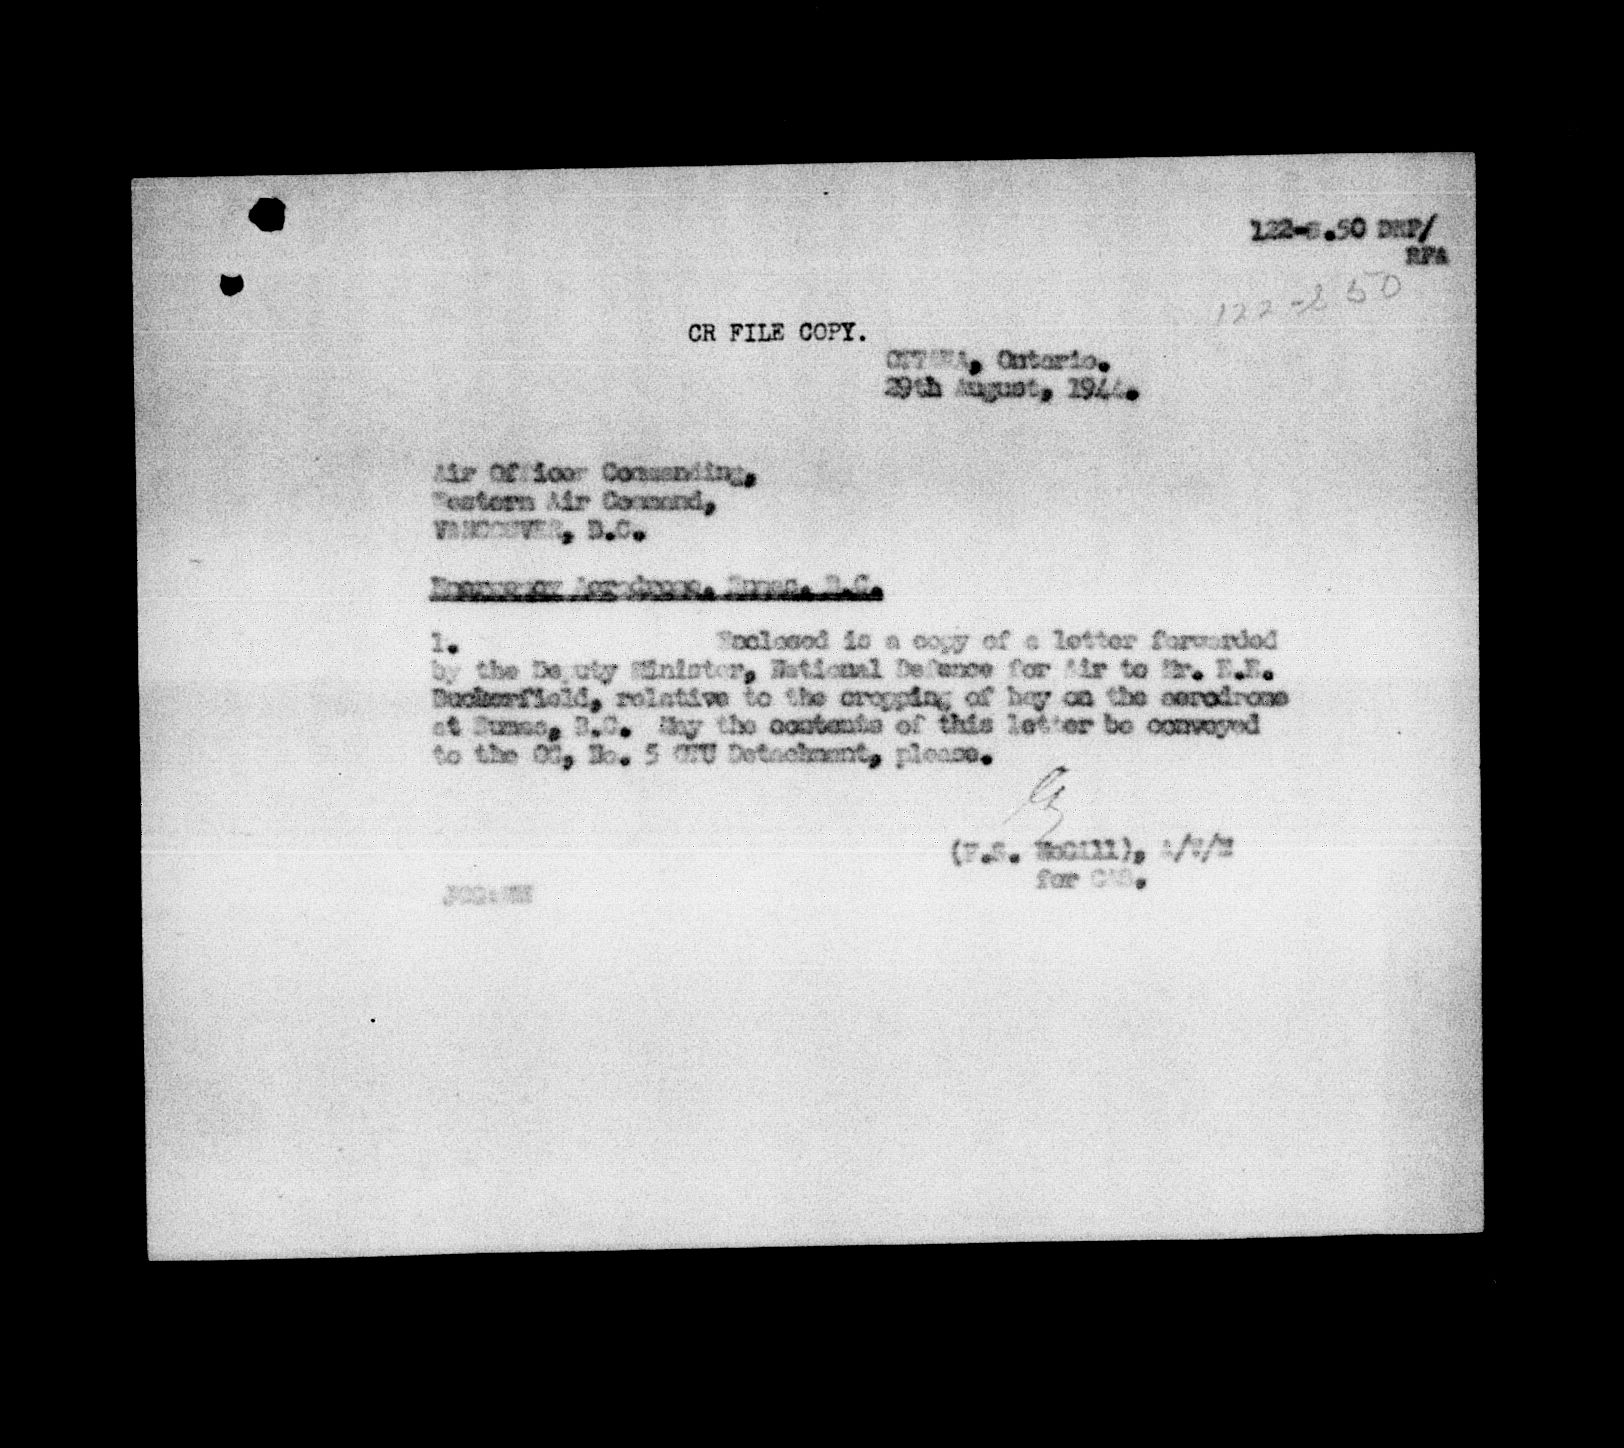 122-s.50 DRP/
RFA
122-s 50
CR FILE COPY.
OTTAWA, Ontario.
29th August, 1944.
Air Officer Commanding,
Western Air Command,
VANCOUVER, B.C.
Emergency Aerodrome, Sumas, B.C.
1. Enclosed is a copy of a letter forwarded
by the Deputy Minister, National Defence for Air to Mr. E.E.
Buckerfield, relative to the cropping of hay on the aerodrome
at Sumas, B.C. May the contents of this letter be conveyed
to the CO, No. 5 OTU Detachment, please.
(F.S. McGill), A/V/M
for CAS.